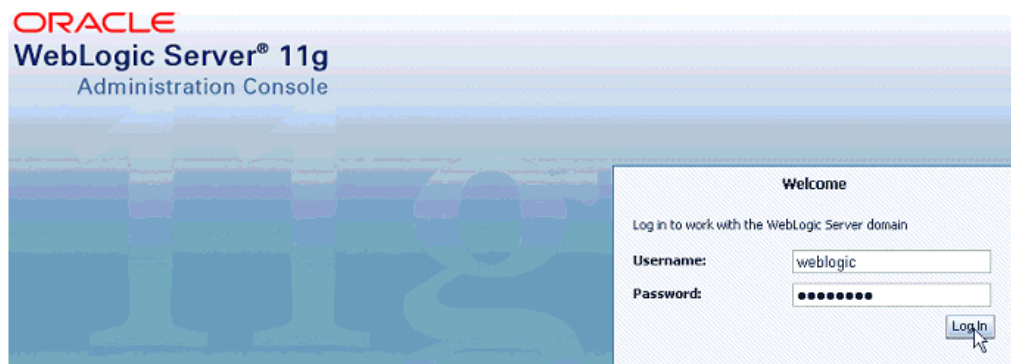 ORACLE
WebLogic Server® 11g
Administration Console
11g
Welcome
Log in to work with the WebLogic Server domain
Username: weblogic
Password: ●●●●●●●●
Log In